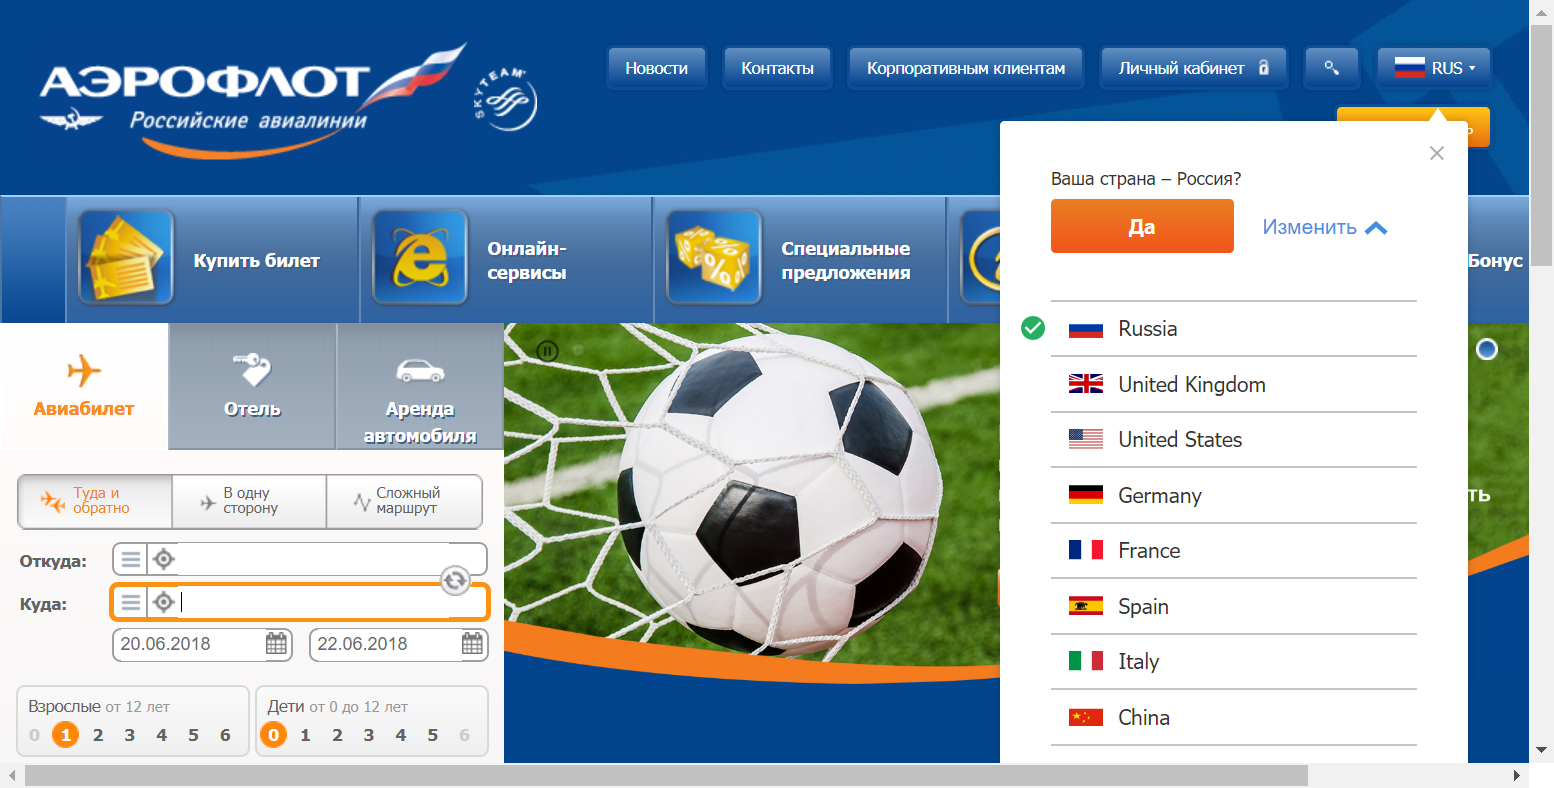 АЭРОФЛОТ
Российские авиалинии
SKYTEAM
Новости
Контакты
Корпоративным клиентам
Личный кабинет
RUS
Ваша страна – Россия?
Да
Изменить
Russia
United Kingdom
United States
Germany
France
Spain
Italy
China
Купить билет
Онлайн-
сервисы
Специальные
предложения
Бонус
Авиабилет
Отель
Аренда
автомобиля
Туда и
обратно
В одну
сторону
Сложный
маршрут
Откуда:
Куда:
20.06.2018
22.06.2018
Взрослые от 12 лет
0 1 2 3 4 5 6
Дети от 0 до 12 лет
0 1 2 3 4 5 6